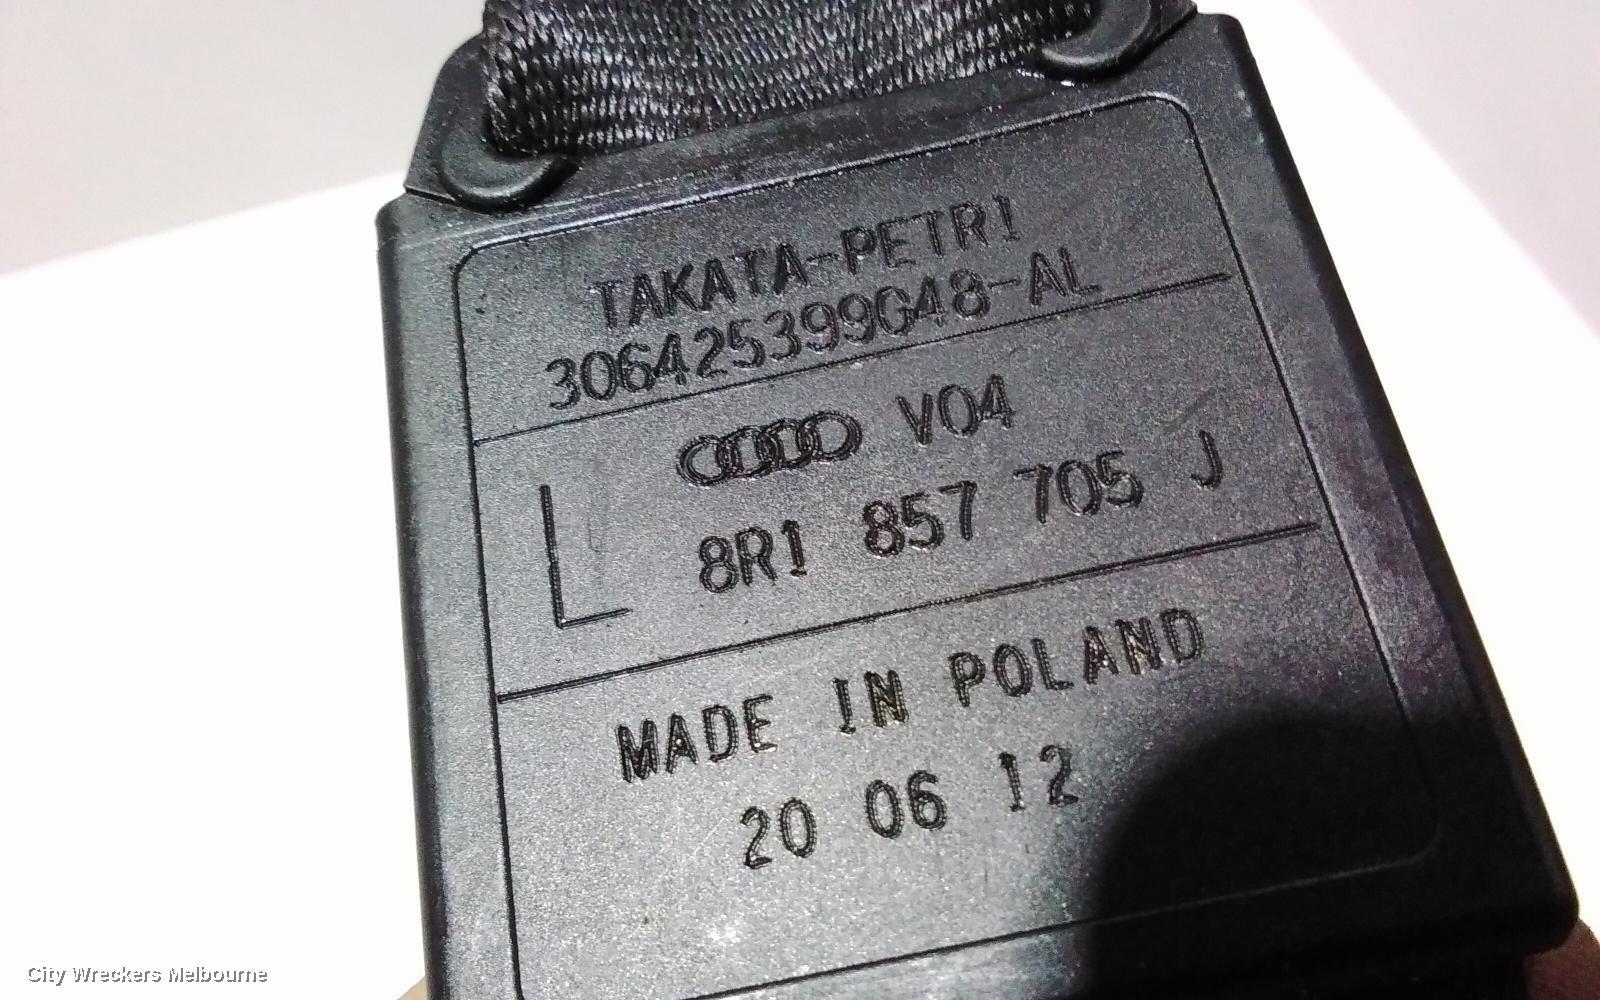 TAKATA-PETRI
306425399G48-AL
V04
L
8R1 857 705 J
MADE IN POLAND
20 06 12
City Wreckers Melbourne